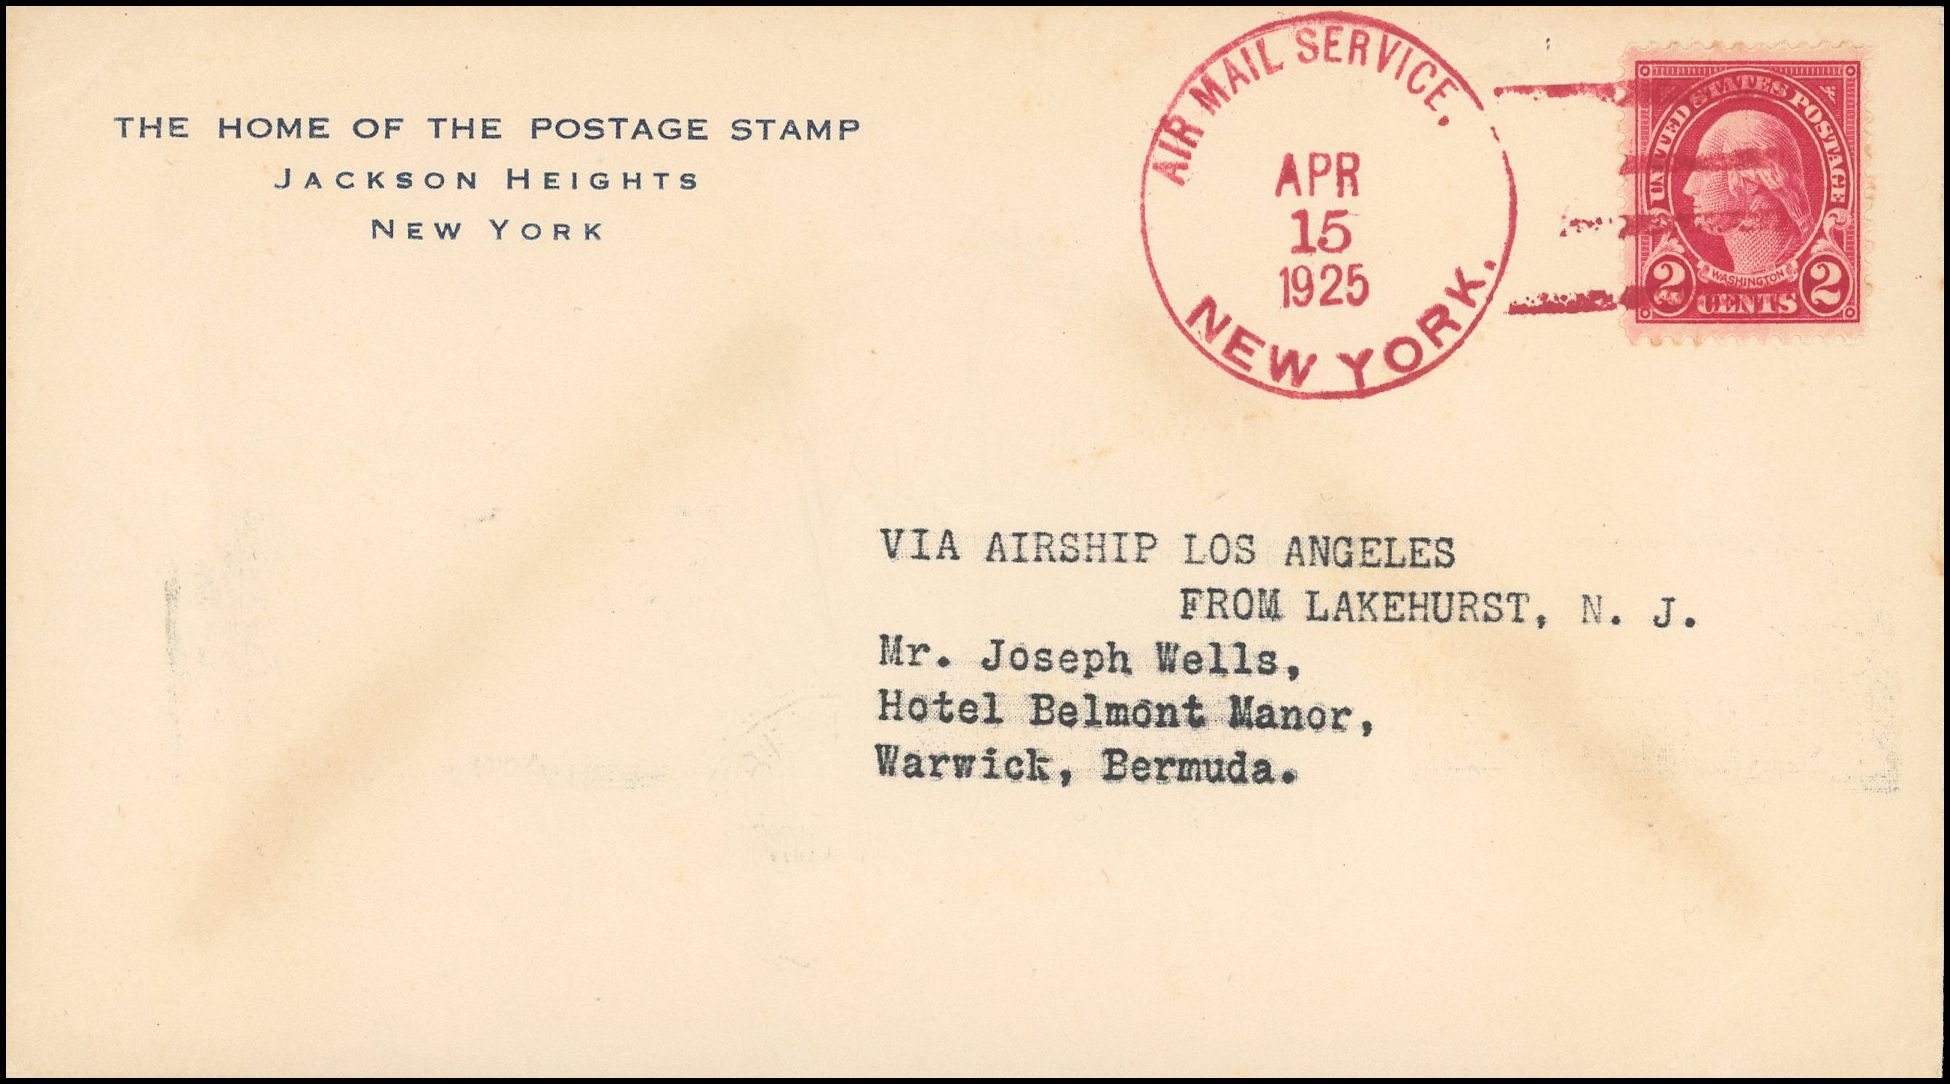 THE HOME OF THE POSTAGE STAMP
JACKSON HEIGHTS
NEW YORK
AIR MAIL SERVICE,
APR
15
1925
NEW YORK.
UNITED STATES POSTAGE
WASHINGTON
2 CENTS 2
VIA AIRSHIP LOS ANGELES
FROM LAKEHURST, N. J.
Mr. Joseph Wells,
Hotel Belmont Manor,
Warwick, Bermuda.